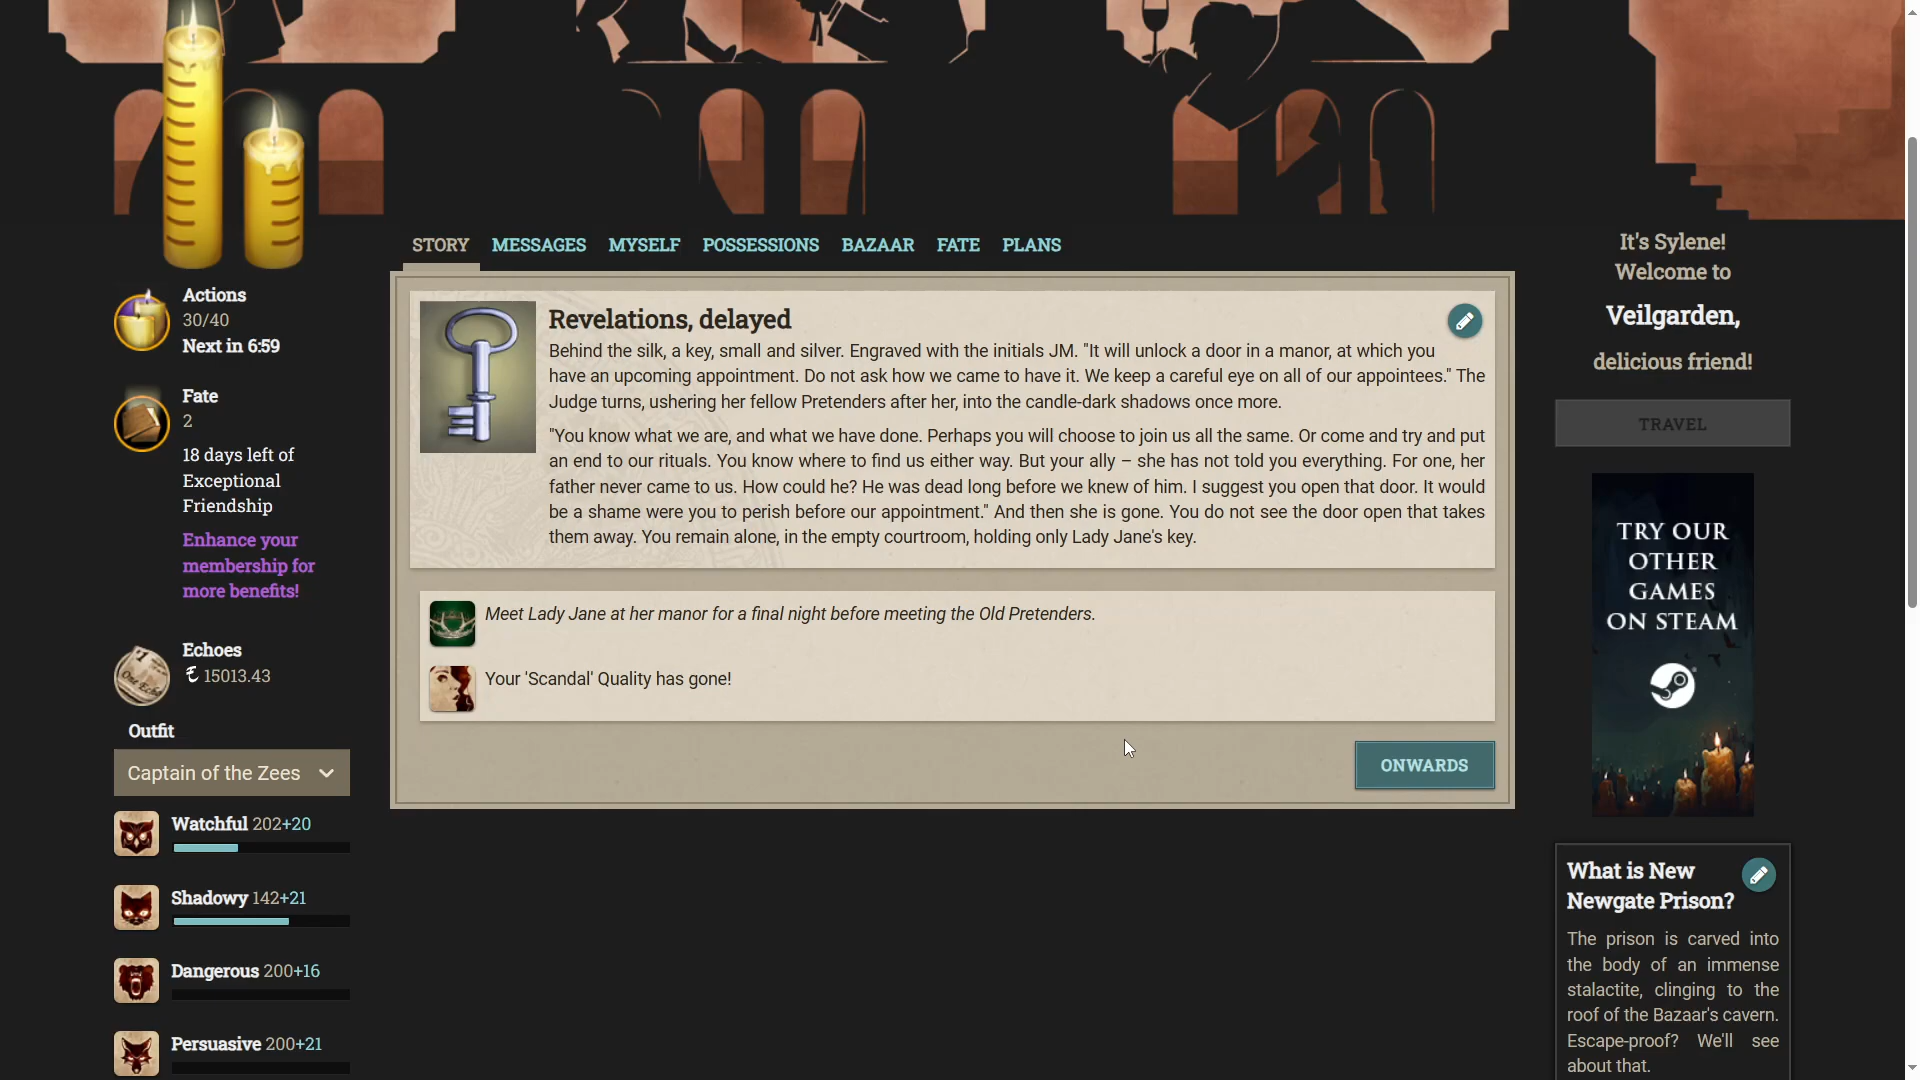 STORY MESSAGES MYSELF POSSESSIONS BAZAAR FATE PLANS
Actions
30/40
Next in 6:59
Fate
2
18 days left of
Exceptional
Friendship
Enhance your
membership for
more benefits!
Echoes
15013.43
Outfit
Captain of the Zees
Watchful 202+20
Shadowy 142+21
Dangerous 200+16
Persuasive 200+21
Revelations, delayed
Behind the silk, a key, small and silver. Engraved with the initials JM. "It will unlock a door in a manor, at which you
have an upcoming appointment. Do not ask how we came to have it. We keep a careful eye on all of our appointees." The
Judge turns, ushering her fellow Pretenders after her, into the candle-dark shadows once more.
"You know what we are, and what we have done. Perhaps you will choose to join us all the same. Or come and try and put
an end to our rituals. You know where to find us either way. But your ally – she has not told you everything. For one, her
father never came to us. How could he? He was dead long before we knew of him. I suggest you open that door. It would
be a shame were you to perish before our appointment." And then she is gone. You do not see the door open that takes
them away. You remain alone, in the empty courtroom, holding only Lady Jane's key.
Meet Lady Jane at her manor for a final night before meeting the Old Pretenders.
Your 'Scandal' Quality has gone!
ONWARDS
It's Sylene!
Welcome to
Veilgarden,
delicious friend!
TRAVEL
TRY OUR
OTHER
GAMES
ON STEAM
What is New
Newgate Prison?
The prison is carved into
the body of an immense
stalactite, clinging to the
roof of the Bazaar's cavern.
Escape-proof? We'll see
about that.